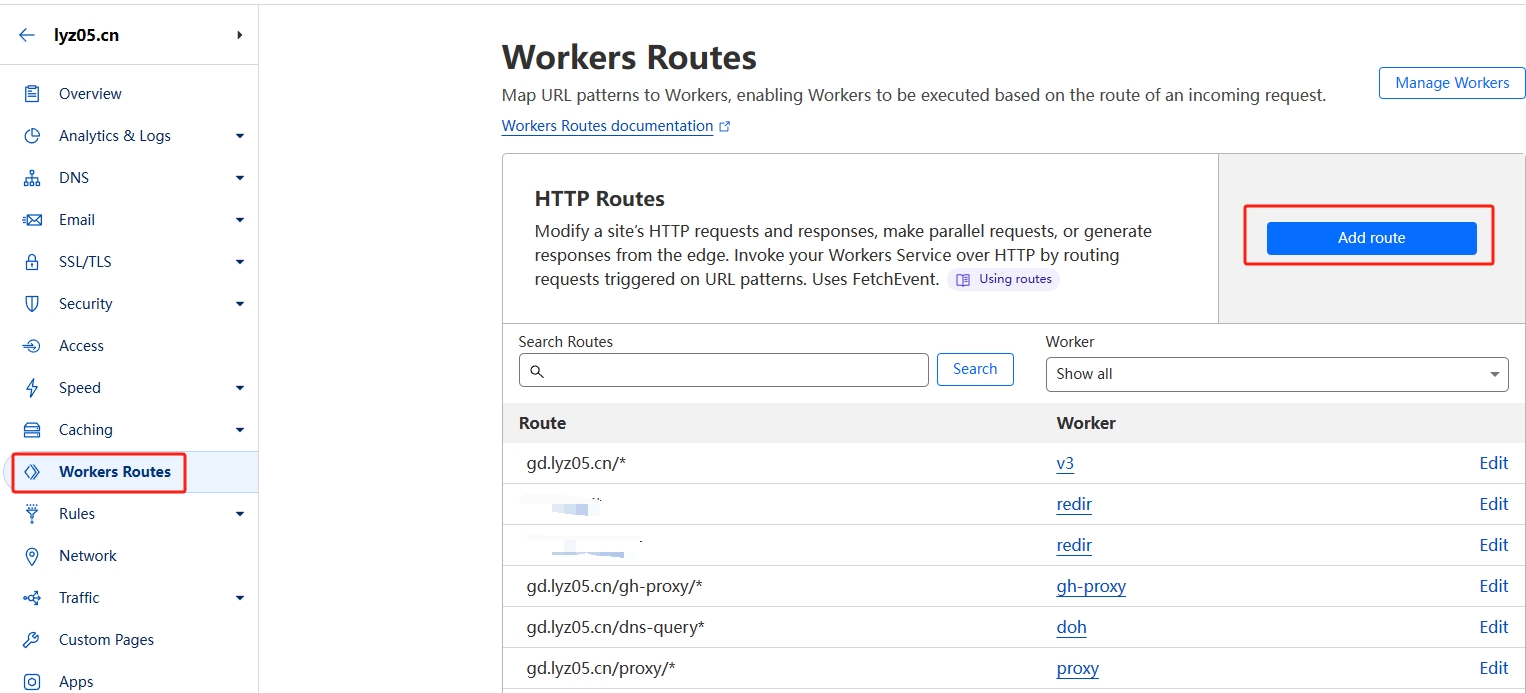 lyz05.cn
Overview
Analytics & Logs
DNS
Email
SSL/TLS
Security
Access
Speed
Caching
Workers Routes
Rules
Network
Traffic
Custom Pages
Apps
Workers Routes
Map URL patterns to Workers, enabling Workers to be executed based on the route of an incoming request.
Workers Routes documentation
Manage Workers
HTTP Routes
Modify a site's HTTP requests and responses, make parallel requests, or generate
responses from the edge. Invoke your Workers Service over HTTP by routing
requests triggered on URL patterns. Uses FetchEvent. Using routes
Add route
Search Routes
Search
Worker
Show all
Route Worker
gd.lyz05.cn/* v3 Edit
redir Edit
redir Edit
gd.lyz05.cn/gh-proxy/* gh-proxy Edit
gd.lyz05.cn/dns-query* doh Edit
gd.lyz05.cn/proxy/* proxy Edit